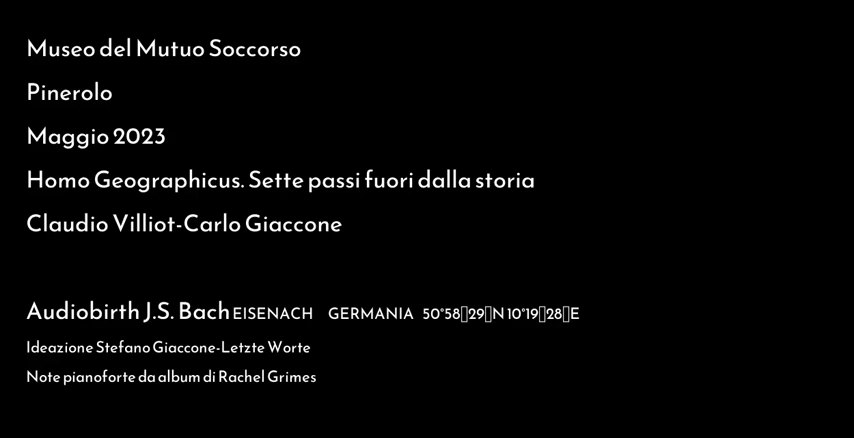 Museo del Mutuo Soccorso
Pinerolo
Maggio 2023
Homo Geographicus. Sette passi fuori dalla storia
Claudio Villiot-Carlo Giaccone
Audiobirth J.S. Bach EISENACH GERMANIA 50°58▯29▯N 10°19▯28▯E
Ideazione Stefano Giaccone-Letzte Worte
Note pianoforte da album di Rachel Grimes